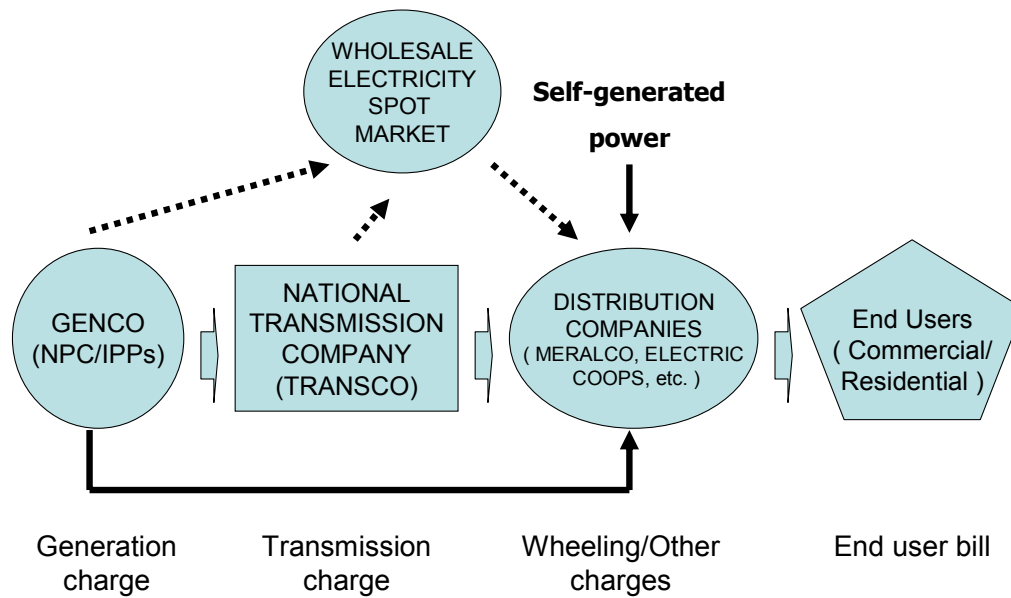 WHOLESALE
ELECTRICITY
SPOT
MARKET
Self-generated
power
GENCO
(NPC/IPPs)
NATIONAL
TRANSMISSION
COMPANY
(TRANSCO)
DISTRIBUTION
COMPANIES
( MERALCO, ELECTRIC
COOPS, etc. )
End Users
( Commercial/
Residential )
Generation
charge
Transmission
charge
Wheeling/Other
charges
End user bill